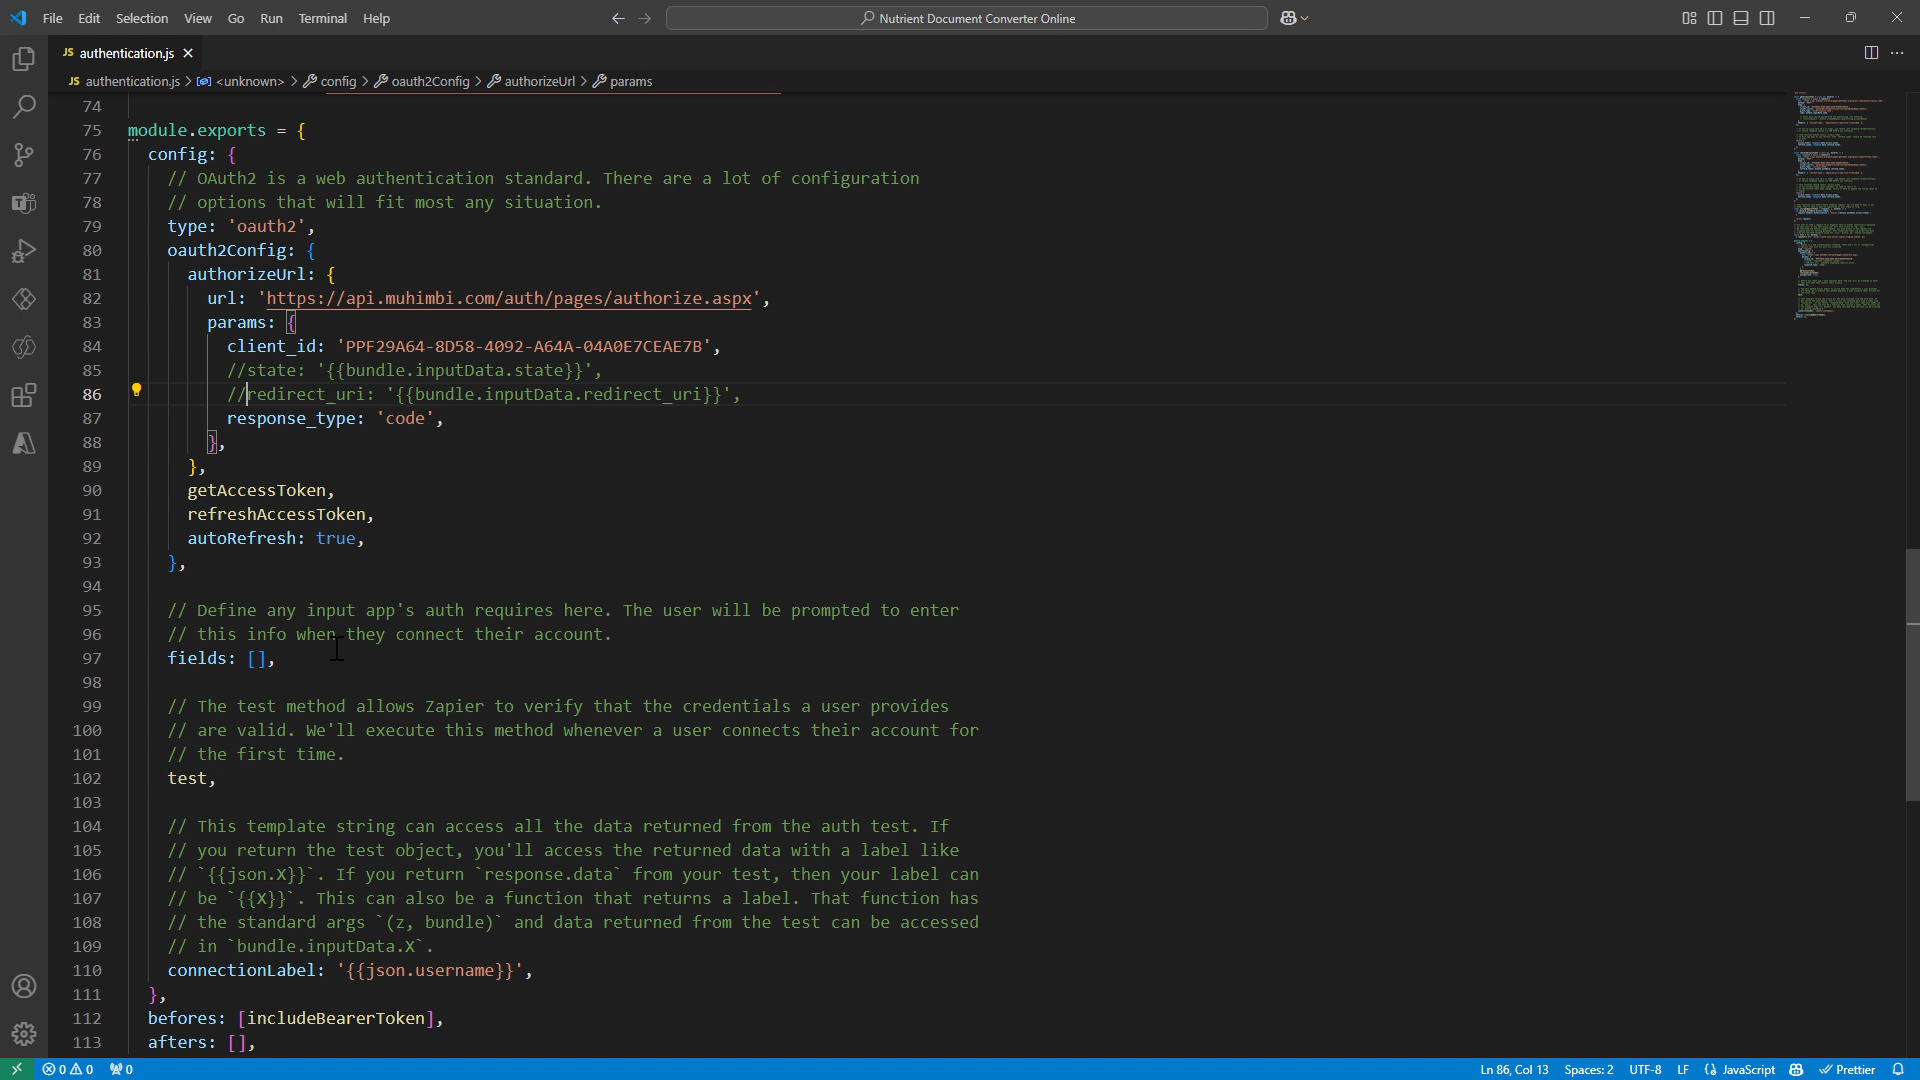 File Edit Selection View Go Run Terminal Help Nutrient Document Converter Online
JS authentication.js
JS authentication.js > <unknown> > config > oauth2Config > authorizeUrl > params
74
75 module.exports = {
76 config: {
77 // OAuth2 is a web authentication standard. There are a lot of configuration
78 // options that will fit most any situation.
79 type: 'oauth2',
80 oauth2Config: {
81 authorizeUrl: {
82 url: 'https://api.muhimbi.com/auth/pages/authorize.aspx',
83 params: {
84 client_id: 'PPF29A64-8D58-4092-A64A-04A0E7CEAE7B',
85 //state: '{{bundle.inputData.state}}',
86 //redirect_uri: '{{bundle.inputData.redirect_uri}}',
87 response_type: 'code',
88 },
89 },
90 getAccessToken,
91 refreshAccessToken,
92 autoRefresh: true,
93 },
94
95 // Define any input app's auth requires here. The user will be prompted to enter
96 // this info when they connect their account.
97 fields: [],
98
99 // The test method allows Zapier to verify that the credentials a user provides
100 // are valid. We'll execute this method whenever a user connects their account for
101 // the first time.
102 test,
103
104 // This template string can access all the data returned from the auth test. If
105 // you return the test object, you'll access the returned data with a label like
106 // `{{json.X}}`. If you return `response.data` from your test, then your label can
107 // be `{{X}}`. This can also be a function that returns a label. That function has
108 // the standard args `(z, bundle)` and data returned from the test can be accessed
109 // in `bundle.inputData.X`.
110 connectionLabel: '{{json.username}}',
111 },
112 befores: [includeBearerToken],
113 afters: [],
0 0 0 Ln 86, Col 13 Spaces: 2 UTF-8 LF {} JavaScript Prettier